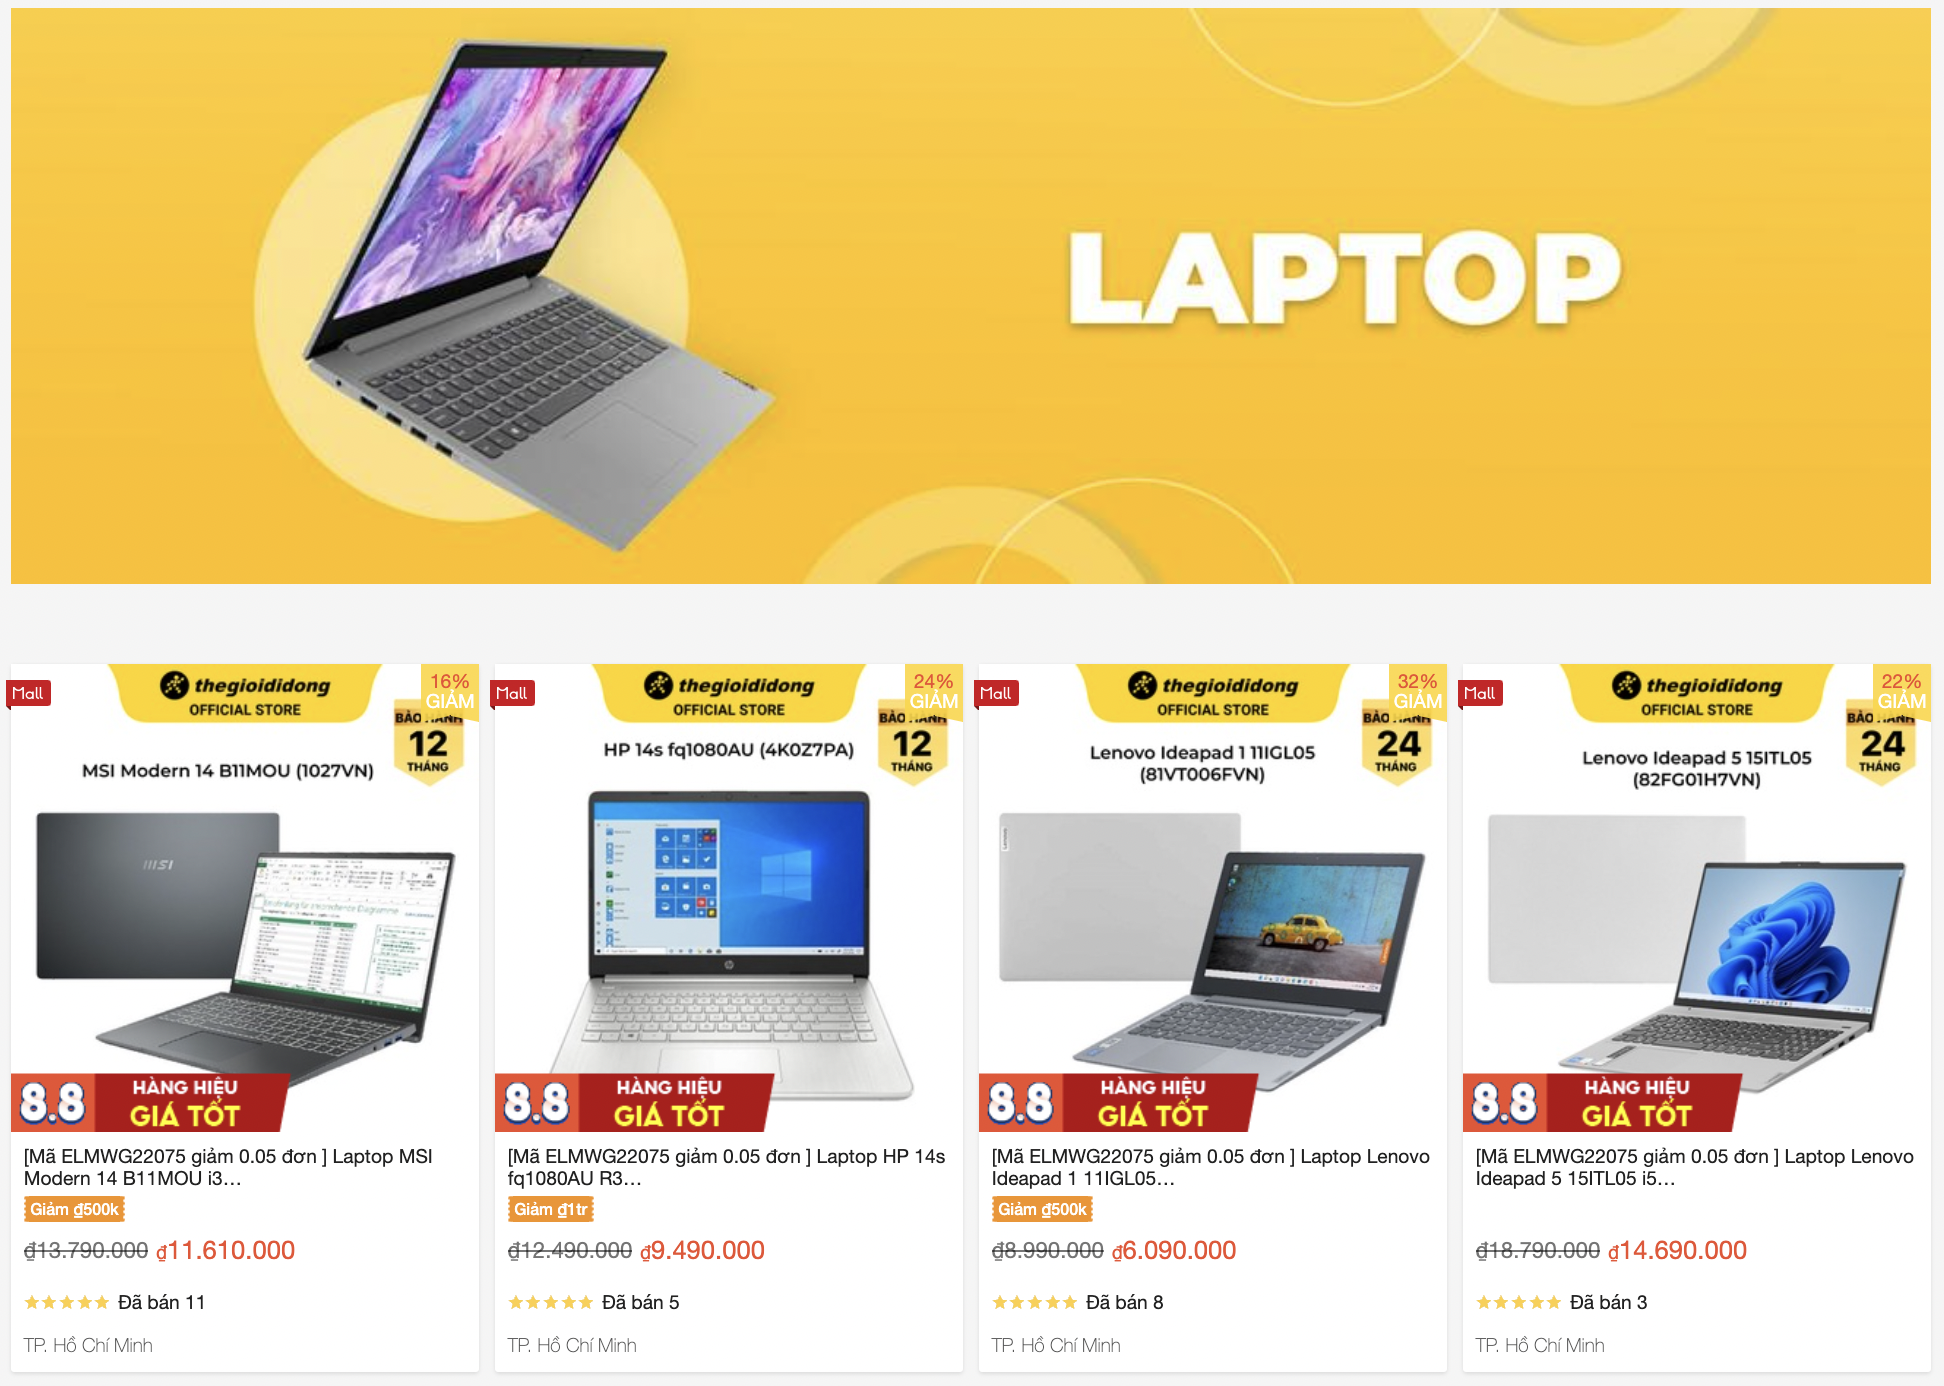 LAPTOP
Mall
thegioididong
OFFICIAL STORE
16%
GIẢM
BẢO HÀNH
12
THÁNG
MSI Modern 14 B11MOU (1027VN)
msi
8.8
HÀNG HIỆU
GIÁ TỐT
[Mã ELMWG22075 giảm 0.05 đơn ] Laptop MSI
Modern 14 B11MOU i3...
Giảm ₫500k
₫13.790.000 ₫11.610.000
Đã bán 11
TP. Hồ Chí Minh
Mall
thegioididong
OFFICIAL STORE
24%
GIẢM
BẢO HÀNH
12
THÁNG
HP 14s fq1080AU (4K0Z7PA)
8.8
HÀNG HIỆU
GIÁ TỐT
[Mã ELMWG22075 giảm 0.05 đơn ] Laptop HP 14s
fq1080AU R3...
Giảm ₫1tr
₫12.490.000 ₫9.490.000
Đã bán 5
TP. Hồ Chí Minh
Mall
thegioididong
OFFICIAL STORE
32%
GIẢM
BẢO HÀNH
24
THÁNG
Lenovo Ideapad 1 11IGL05
(81VT006FVN)
8.8
HÀNG HIỆU
GIÁ TỐT
[Mã ELMWG22075 giảm 0.05 đơn ] Laptop Lenovo
Ideapad 1 11IGL05...
Giảm ₫500k
₫8.990.000 ₫6.090.000
Đã bán 8
TP. Hồ Chí Minh
Mall
thegioididong
OFFICIAL STORE
22%
GIẢM
BẢO HÀNH
24
THÁNG
Lenovo Ideapad 5 15ITL05
(82FG01H7VN)
8.8
HÀNG HIỆU
GIÁ TỐT
[Mã ELMWG22075 giảm 0.05 đơn ] Laptop Lenovo
Ideapad 5 15ITL05 i5...
₫18.790.000 ₫14.690.000
Đã bán 3
TP. Hồ Chí Minh